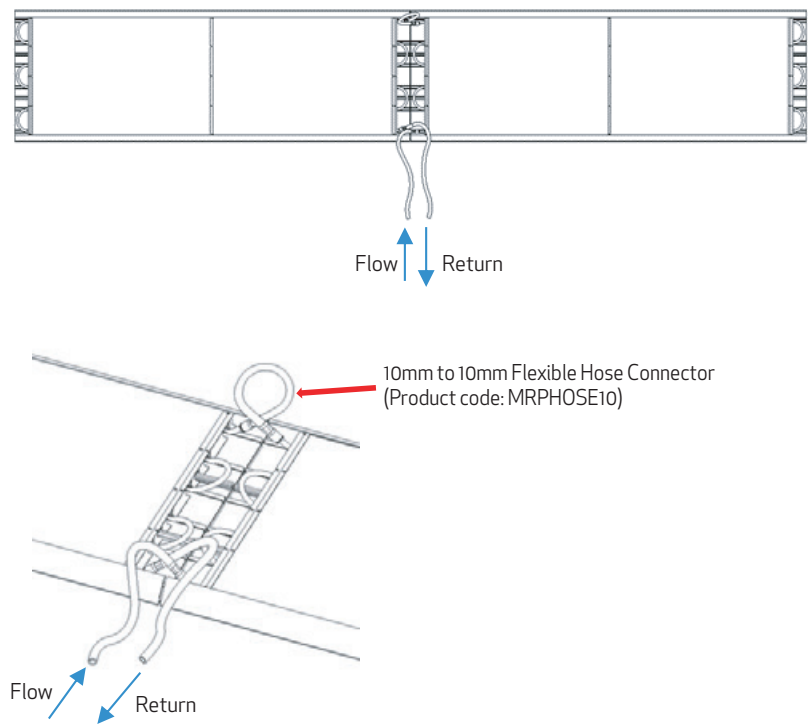 Flow
Return
10mm to 10mm Flexible Hose Connector
(Product code: MRPHOSE10)
Flow
Return